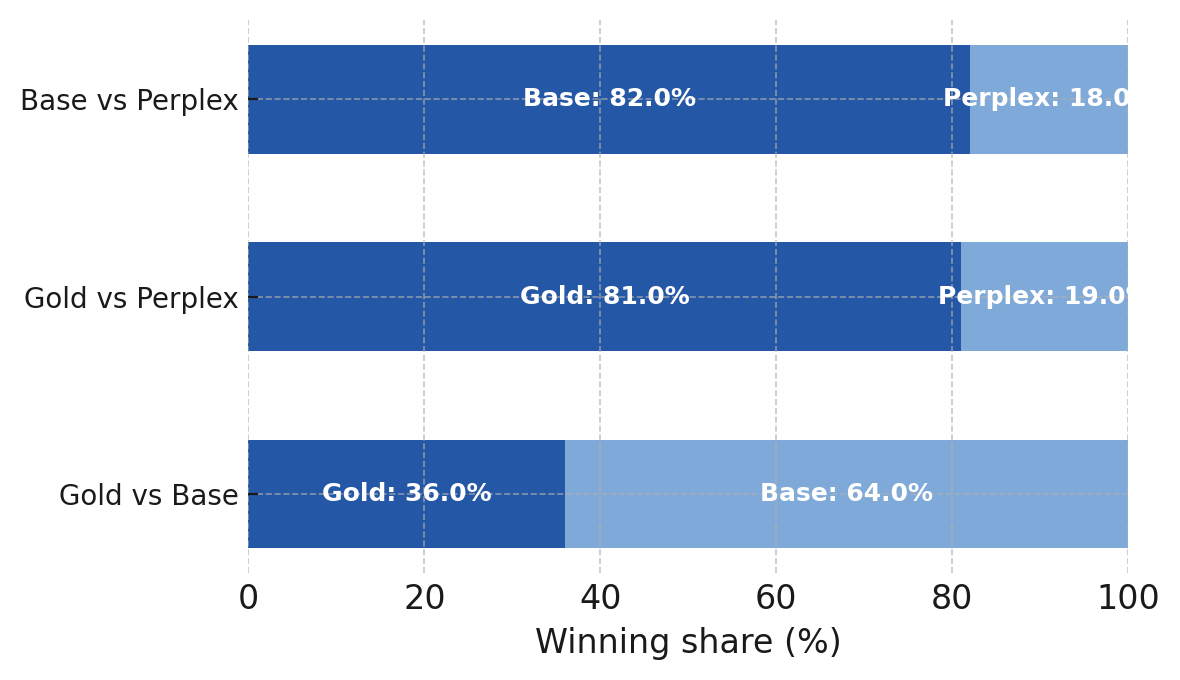 Base vs Perplex
Base: 82.0%
Perplex: 18.0
Gold vs Perplex
Gold: 81.0%
Perplex: 19.0%
Gold vs Base
Gold: 36.0%
Base: 64.0%
0 20 40 60 80 100
Winning share (%)